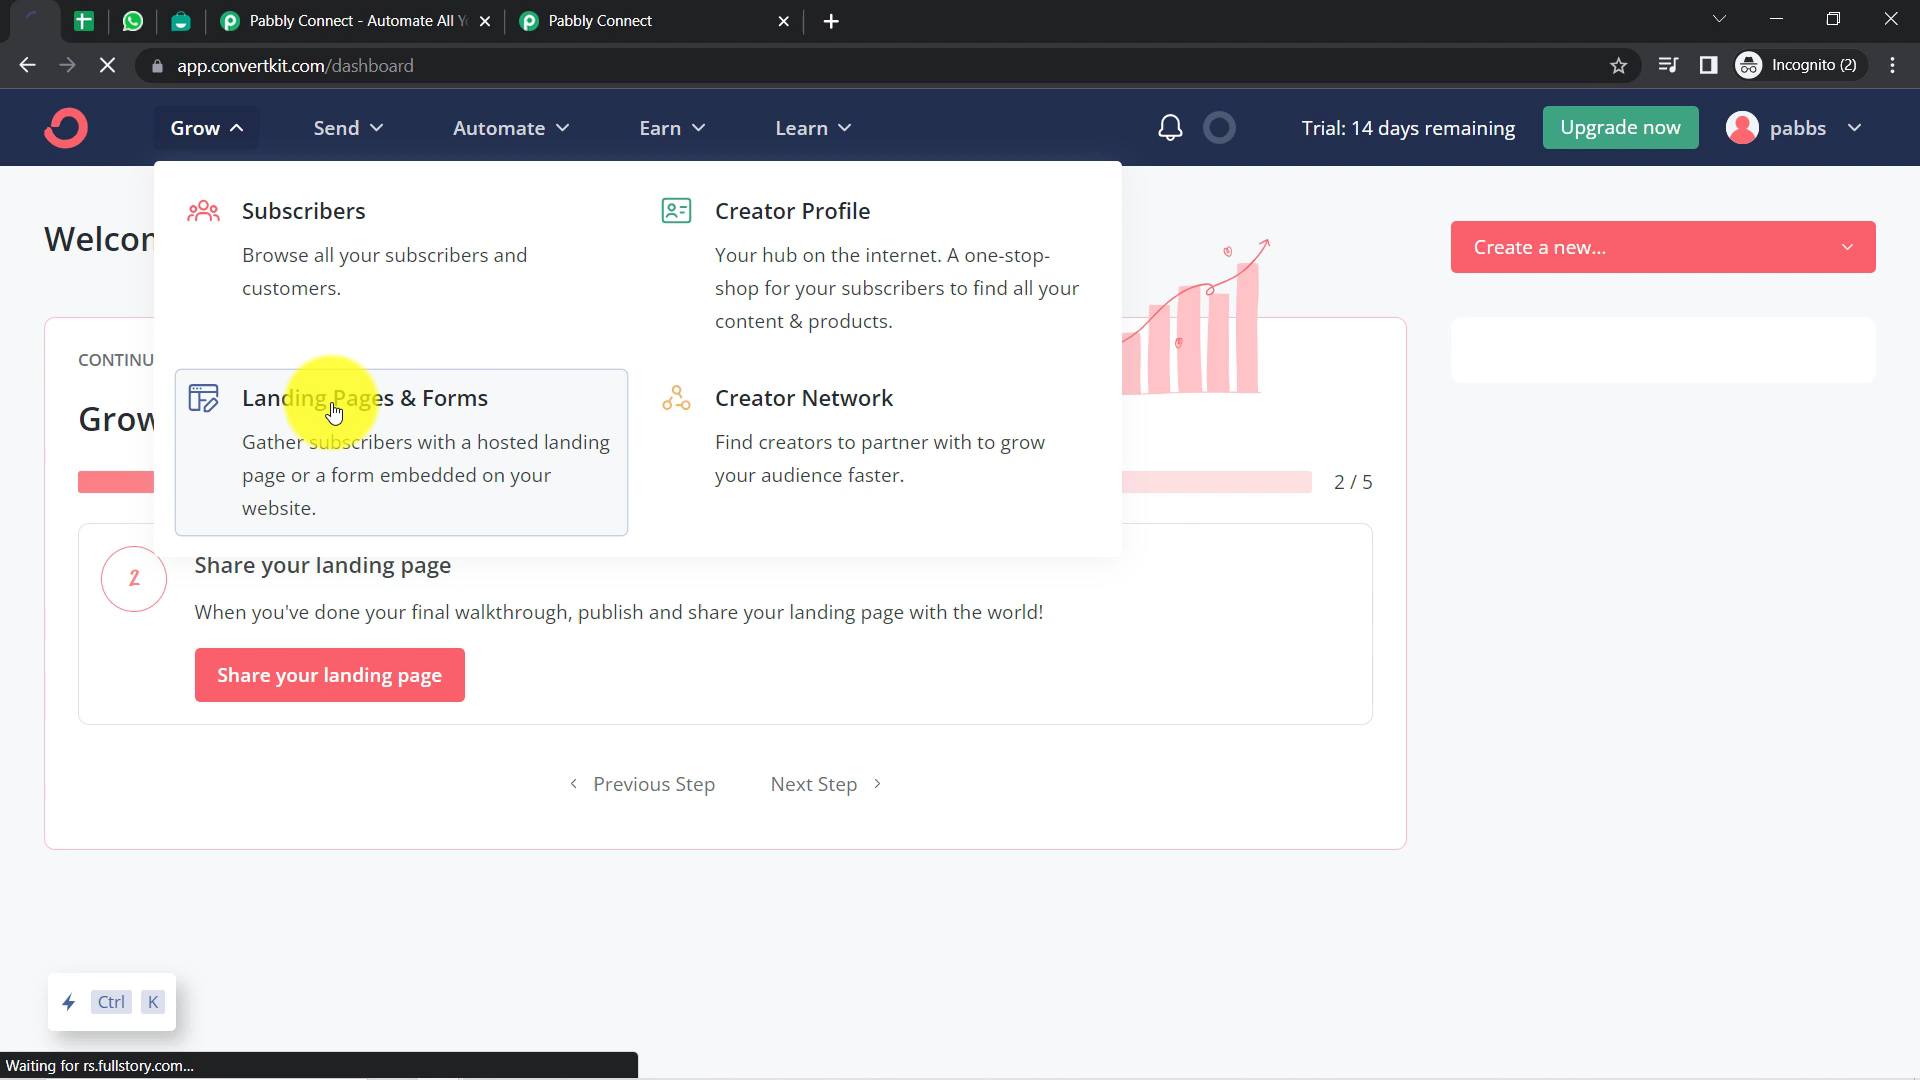 Pabbly Connect - Automate All Y
Pabbly Connect
app.convertkit.com/dashboard
Incognito (2)
Grow
Send
Automate
Earn
Learn
Trial: 14 days remaining
Upgrade now
pabbs
Subscribers
Browse all your subscribers and
customers.
Creator Profile
Your hub on the internet. A one-stop-
shop for your subscribers to find all your
content & products.
Landing Pages & Forms
Gather subscribers with a hosted landing
page or a form embedded on your
website.
Creator Network
Find creators to partner with to grow
your audience faster.
Welcom
Create a new...
CONTINU
Grow
2 / 5
2
Share your landing page
When you've done your final walkthrough, publish and share your landing page with the world!
Share your landing page
Previous Step
Next Step
Ctrl K
Waiting for rs.fullstory.com...